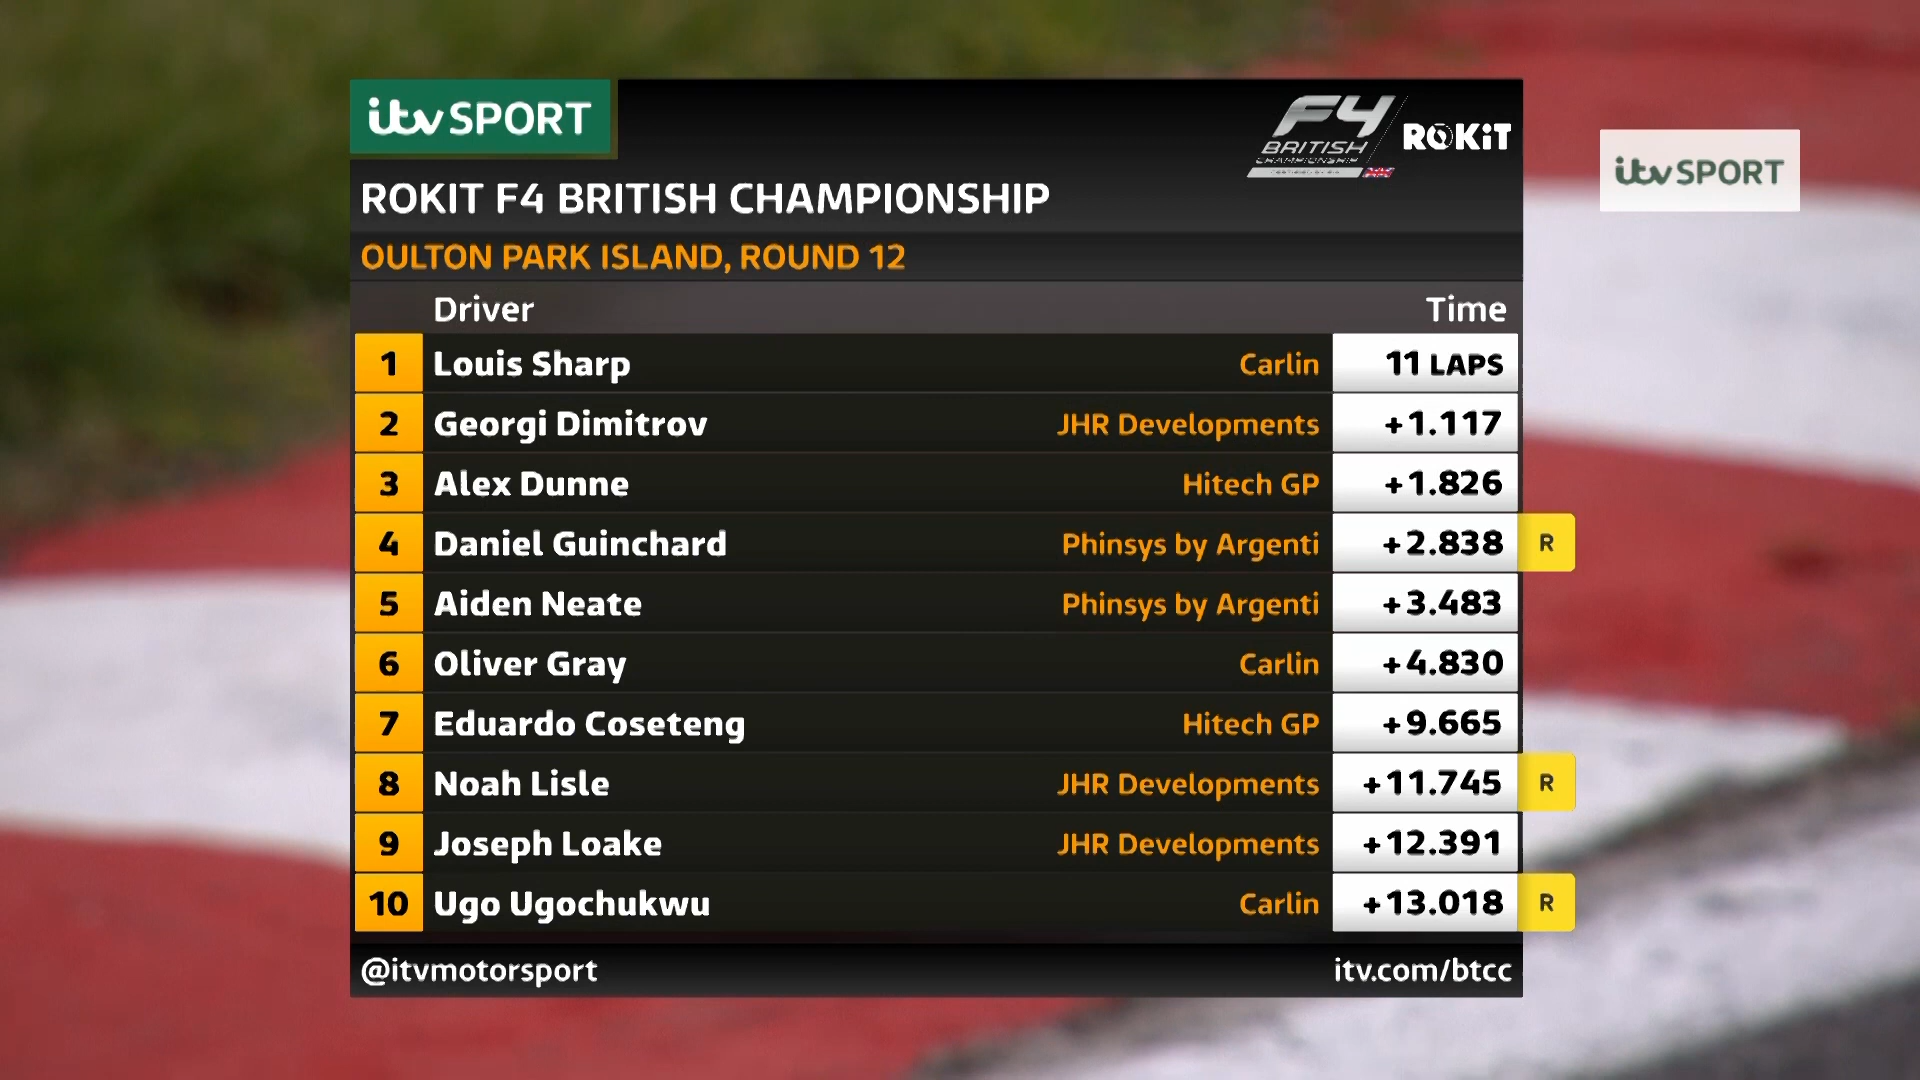 itv SPORT
F4 ROKiT
BRITISH
CHAMPIONSHIP
itv SPORT
ROKIT F4 BRITISH CHAMPIONSHIP
OULTON PARK ISLAND, ROUND 12
Driver Time
1 Louis Sharp Carlin 11 LAPS
2 Georgi Dimitrov JHR Developments +1.117
3 Alex Dunne Hitech GP +1.826
4 Daniel Guinchard Phinsys by Argenti +2.838 R
5 Aiden Neate Phinsys by Argenti +3.483
6 Oliver Gray Carlin +4.830
7 Eduardo Coseteng Hitech GP +9.665
8 Noah Lisle JHR Developments +11.745 R
9 Joseph Loake JHR Developments +12.391
10 Ugo Ugochukwu Carlin +13.018 R
@itvmotorsport itv.com/btcc